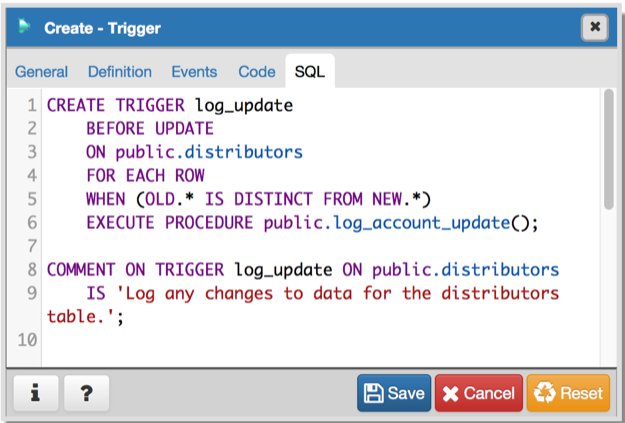 Create - Trigger
General Definition Events Code SQL
1 CREATE TRIGGER log_update
2     BEFORE UPDATE
3     ON public.distributors
4     FOR EACH ROW
5     WHEN (OLD.* IS DISTINCT FROM NEW.*)
6     EXECUTE PROCEDURE public.log_account_update();
7
8 COMMENT ON TRIGGER log_update ON public.distributors
9     IS 'Log any changes to data for the distributors
table.';
10
i ? Save Cancel Reset